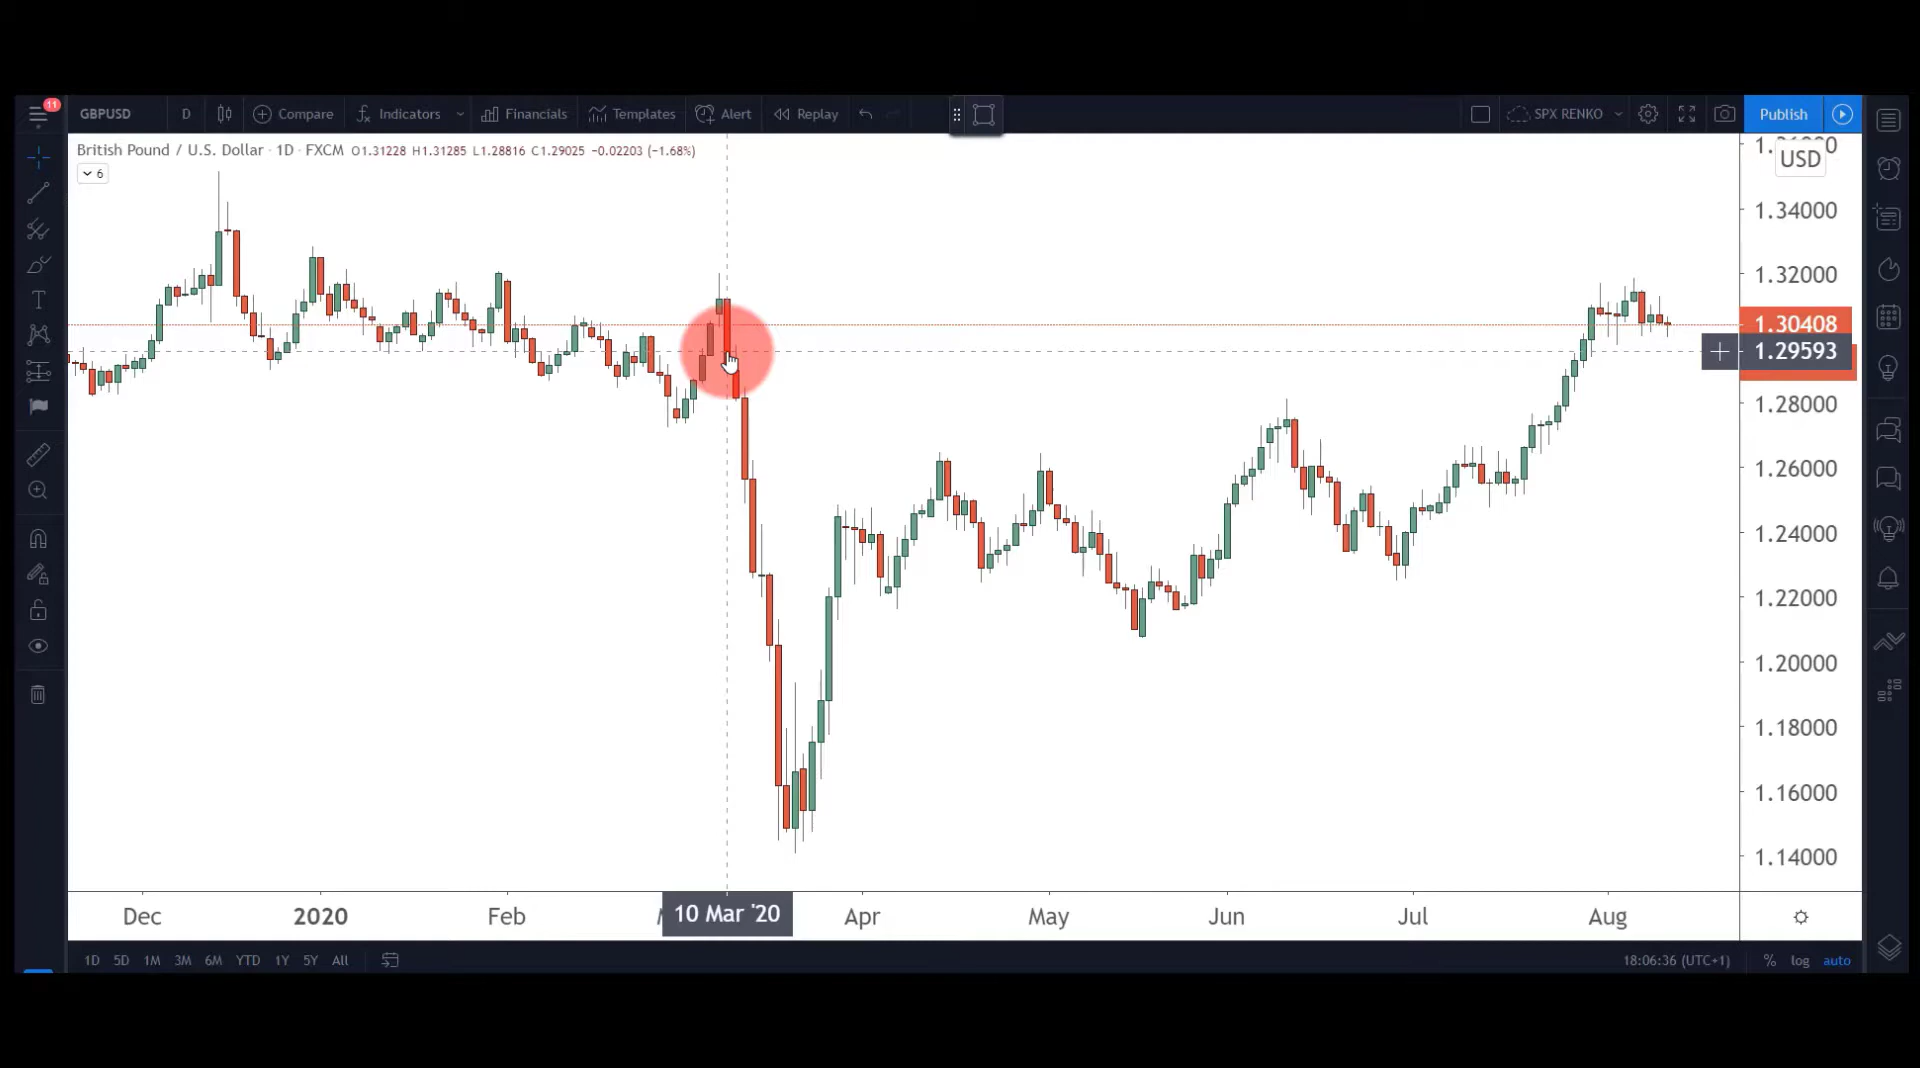 11
GBPUSD D Compare Indicators Financials Templates Alert Replay SPX RENKO Publish
British Pound / U.S. Dollar · 1D · FXCM O1.31228 H1.31285 L1.28816 C1.29025 −0.02203 (−1.68%)
6
USD
1.34000
1.32000
1.30408
1.29593
1.28000
1.26000
1.24000
1.22000
1.20000
1.18000
1.16000
1.14000
Dec 2020 Feb 10 Mar '20 Apr May Jun Jul Aug
1D 5D 1M 3M 6M YTD 1Y 5Y All 18:06:36 (UTC+1) % log auto